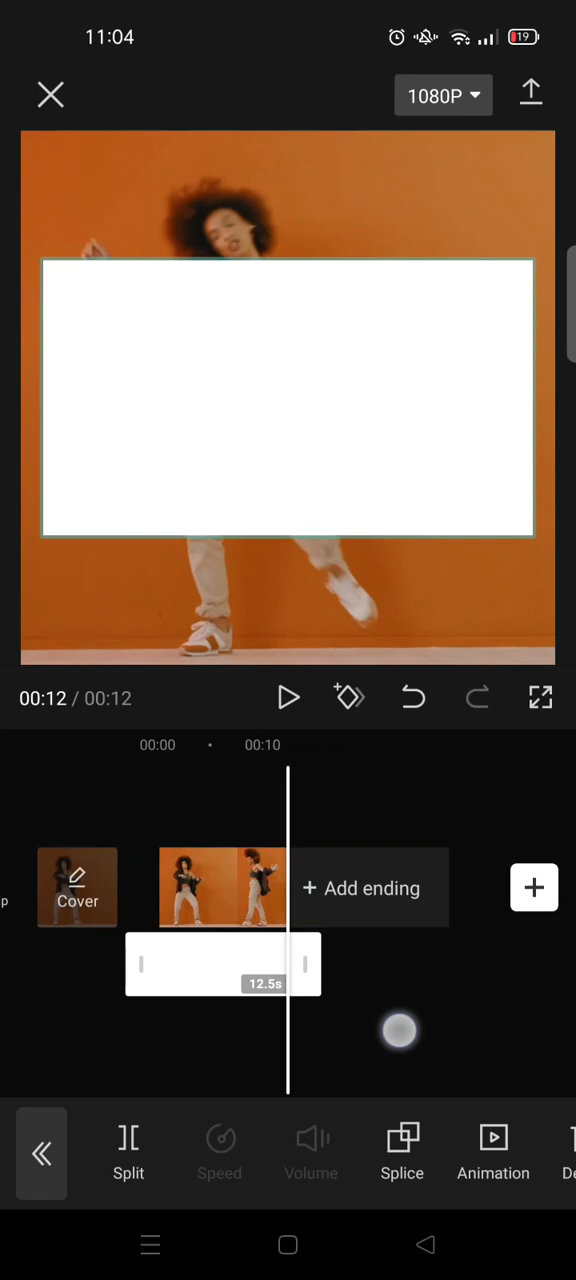 11:04
19
1080P
00:12 / 00:12
00:00
00:10
p
Cover
+ Add ending
12.5s
Split
Speed
Volume
Splice
Animation
De